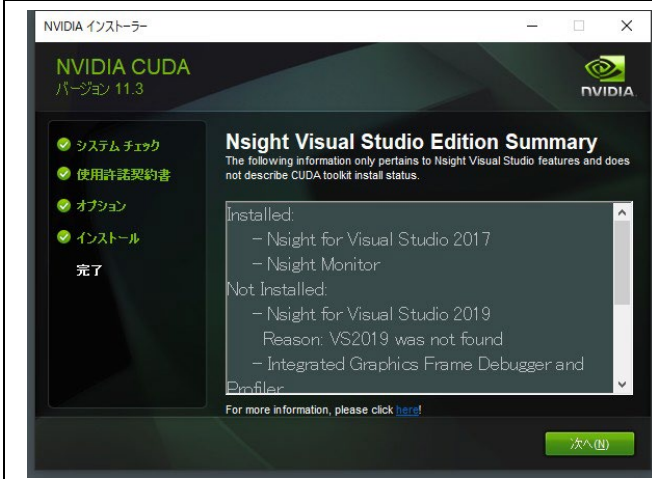 NVIDIA インストーラー
NVIDIA CUDA
バージョン 11.3
NVIDIA.
システム チェック
使用許諾契約書
オプション
インストール
完了
Nsight Visual Studio Edition Summary
The following information only pertains to Nsight Visual Studio features and does
not describe CUDA toolkit install status.
Installed:
- Nsight for Visual Studio 2017
- Nsight Monitor
Not Installed:
- Nsight for Visual Studio 2019
Reason: VS2019 was not found
- Integrated Graphics Frame Debugger and
Profiler
For more information, please click here!
次へ(N)